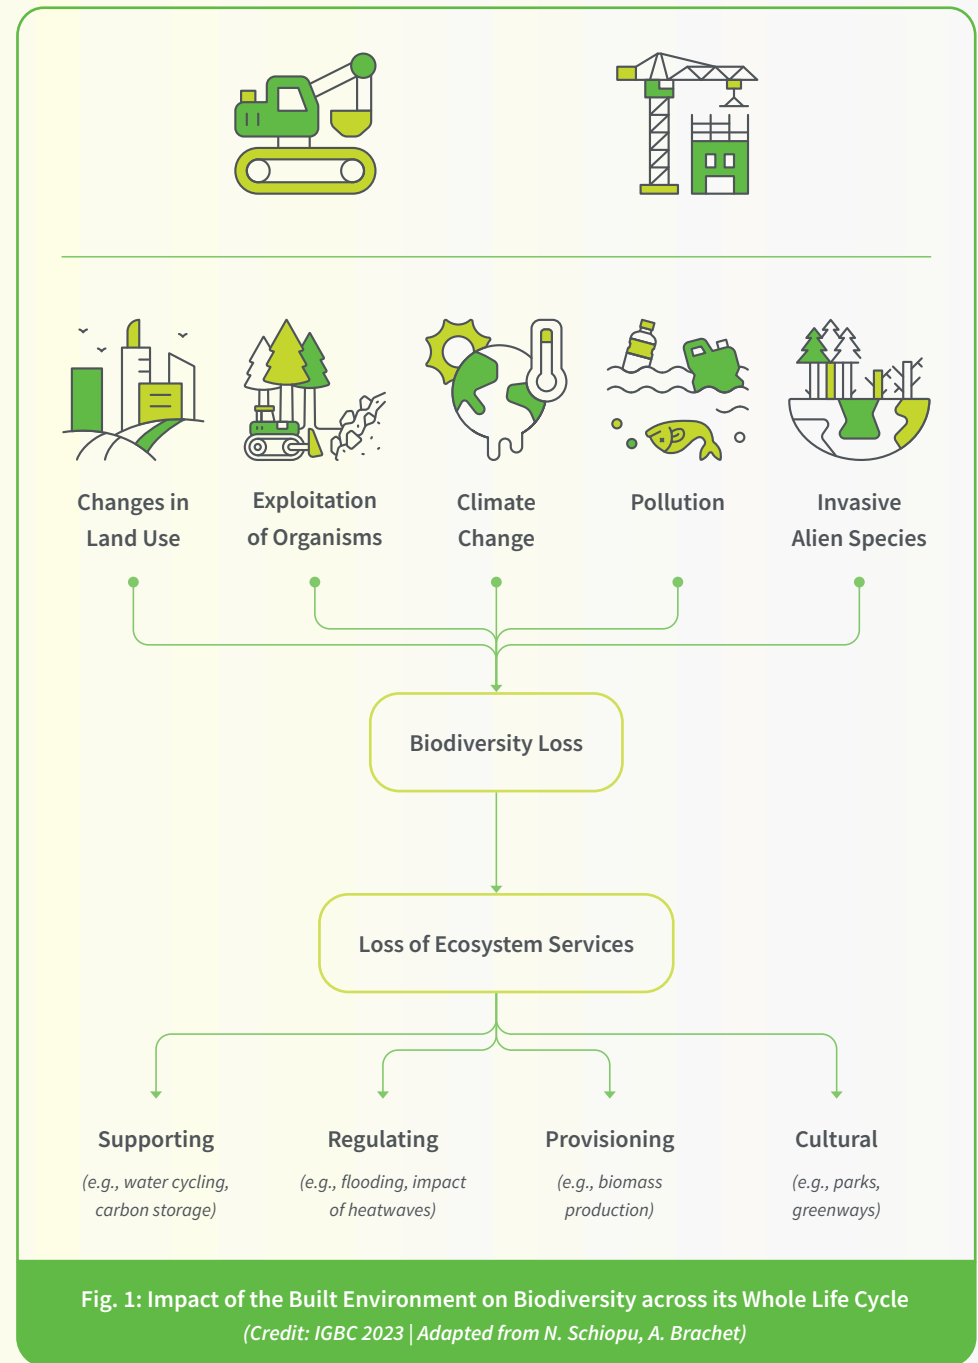 Changes in
Land Use
Exploitation
of Organisms
Climate
Change
Pollution
Invasive
Alien Species
Biodiversity Loss
Loss of Ecosystem Services
Supporting
(e.g., water cycling,
carbon storage)
Regulating
(e.g., flooding, impact
of heatwaves)
Provisioning
(e.g., biomass
production)
Cultural
(e.g., parks,
greenways)
Fig. 1: Impact of the Built Environment on Biodiversity across its Whole Life Cycle
(Credit: IGBC 2023 | Adapted from N. Schiopu, A. Brachet)